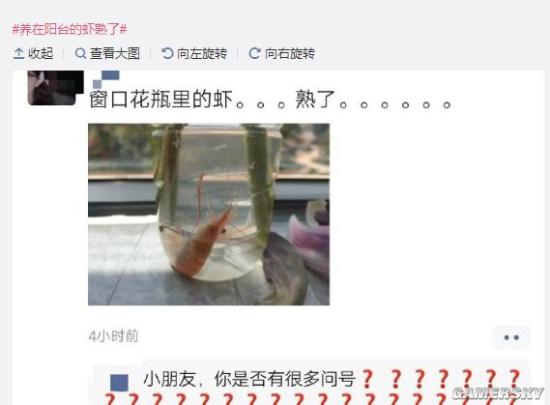 #养在阳台的虾熟了#
收起 查看大图 向左旋转 向右旋转
窗口花瓶里的虾。。。熟了。。。。。。
4小时前
小朋友，你是否有很多问号❓❓❓❓❓❓❓
❓❓❓❓❓❓❓❓❓❓❓❓❓❓❓❓
GAMERSKY